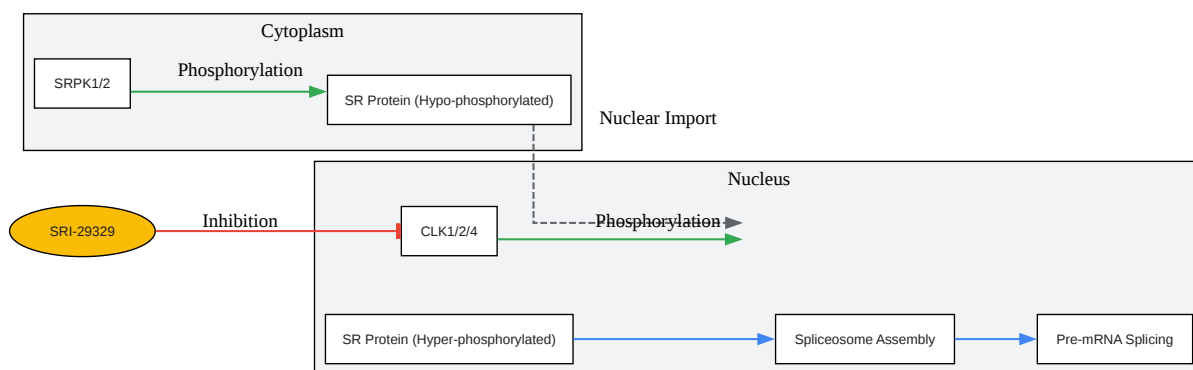 Cytoplasm
SRPK1/2
Phosphorylation
SR Protein (Hypo-phosphorylated)
Nuclear Import
Nucleus
SRI-29329
Inhibition
CLK1/2/4
Phosphorylation
SR Protein (Hyper-phosphorylated)
Spliceosome Assembly
Pre-mRNA Splicing